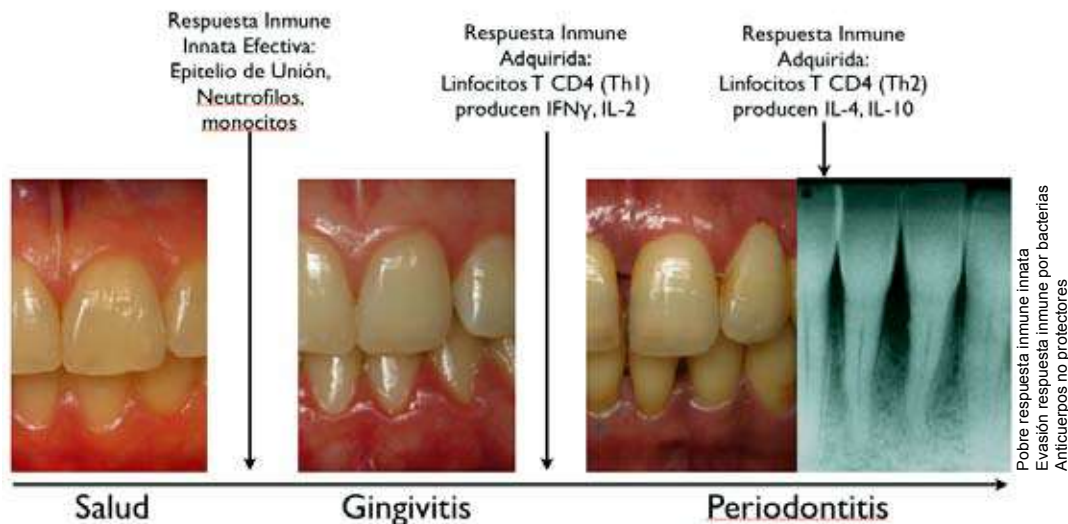 Respuesta Inmune
Innata Efectiva:
Epitelio de Unión,
Neutrofilos,
monocitos
Respuesta Inmune
Adquirida:
Linfocitos T CD4 (Th1)
producen IFNγ, IL-2
Respuesta Inmune
Adquirida:
Linfocitos T CD4 (Th2)
producen IL-4, IL-10
Pobre respuesta inmune innata
Evasión respuesta inmune por bacterias
Anticuerpos no protectores
Salud
Gingivitis
Periodontitis